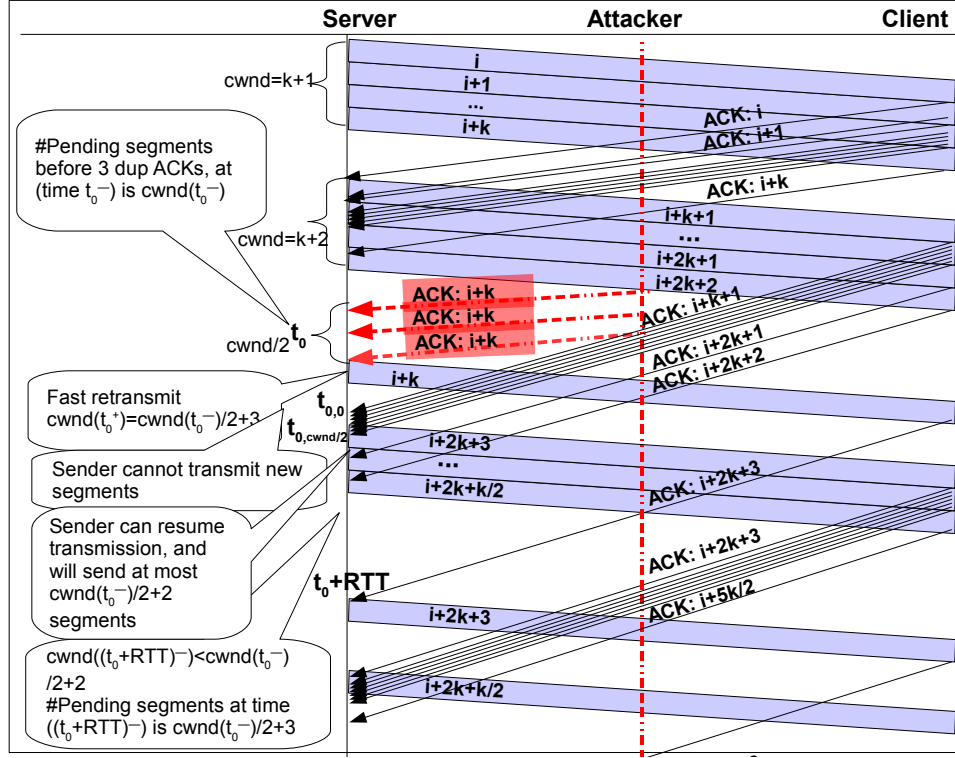 Server
Attacker
Client
i
i+1
...
i+k
cwnd=k+1
ACK: i
ACK: i+1
ACK: i+k
#Pending segments
before 3 dup ACKs, at
(time t₀⁻) is cwnd(t₀⁻)
cwnd=k+2
i+k+1
...
i+2k+1
i+2k+2
ACK: i+k
ACK: i+k
ACK: i+k
t₀
cwnd/2
ACK: i+k+1
ACK: i+2k+1
ACK: i+2k+2
i+k
Fast retransmit
cwnd(t₀⁺)=cwnd(t₀⁻)/2+3
t₀,₀
t0,cwnd/2
Sender cannot transmit new
segments
i+2k+3
...
i+2k+k/2
ACK: i+2k+3
Sender can resume
transmission, and
will send at most
cwnd(t₀⁻)/2+2
segments
ACK: i+2k+3
t₀+RTT
ACK: i+5k/2
i+2k+3
cwnd((t₀+RTT)⁻)<cwnd(t₀⁻)
/2+2
#Pending segments at time
((t₀+RTT)⁻) is cwnd(t₀⁻)/2+3
i+2k+k/2